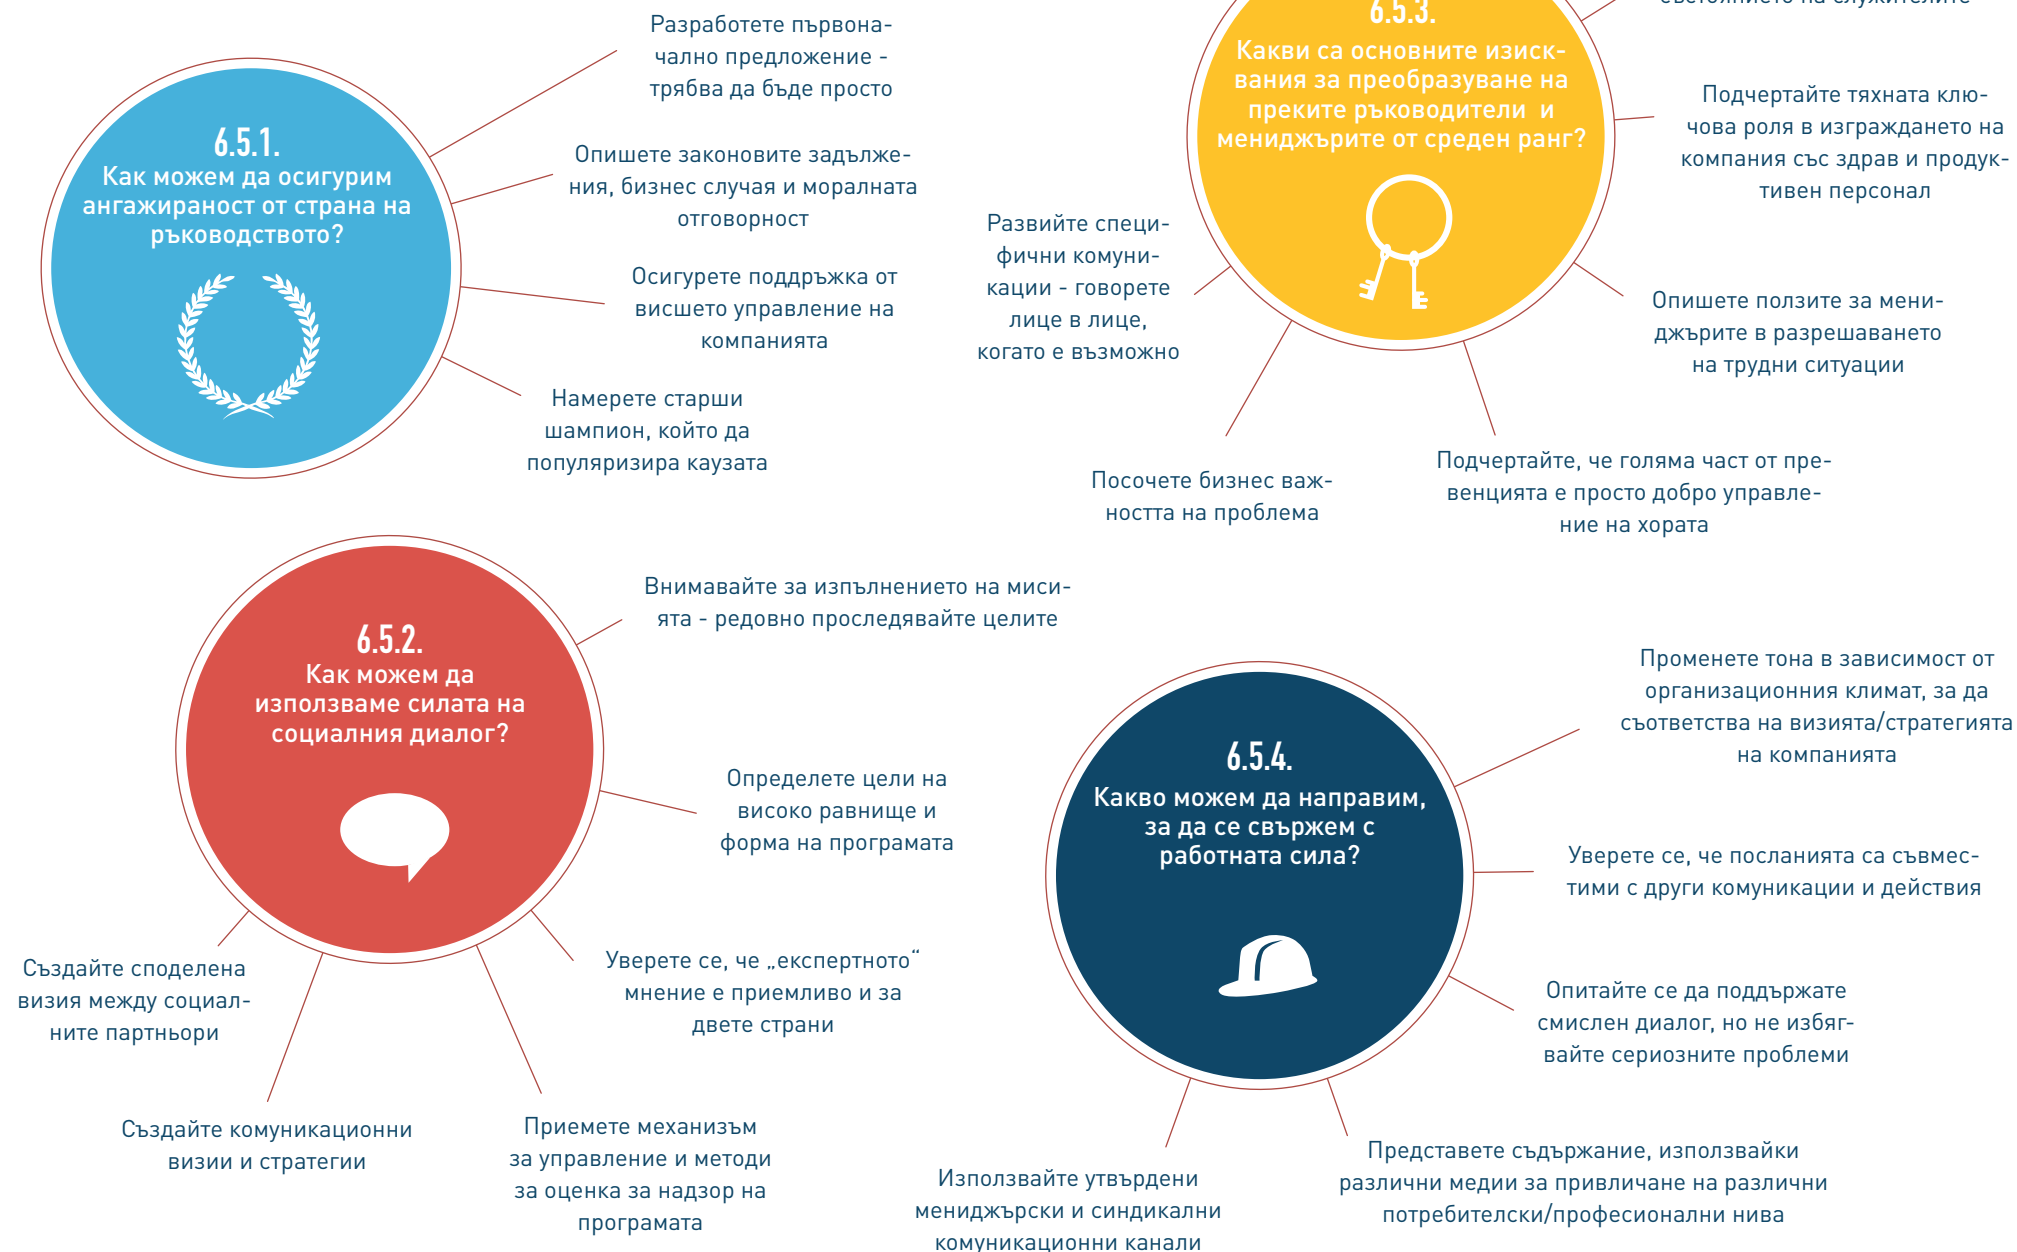 6.5.1.
Как можем да осигурим
ангажираност от страна на
ръководството?
Разработете първона-
чално предложение -
трябва да бъде просто
Опишете законовите задълже-
ния, бизнес случая и моралната
отговорност
Осигурете поддръжка от
висшето управление на
компанията
Намерете старши
шампион, който да
популяризира каузата
6.5.3.
Какви са основните изиск-
вания за преобразуване на
преките ръководители и
мениджърите от среден ранг?
Подчертайте тяхната клю-
чова роля в изграждането на
компания със здрав и продук-
тивен персонал
Опишете ползите за мени-
джърите в разрешаването
на трудни ситуации
Подчертайте, че голяма част от пре-
венцията е просто добро управле-
ние на хората
Посочете бизнес важ-
ността на проблема
Развийте специ-
фични комуни-
кации - говорете
лице в лице,
когато е възможно
6.5.2.
Как можем да
използваме силата на
социалния диалог?
Внимавайте за изпълнението на миси-
ята - редовно проследявайте целите
Определете цели на
високо равнище и
форма на програмата
Уверете се, че „експертното“
мнение е приемливо и за
двете страни
Приемете механизъм
за управление и методи
за оценка за надзор на
програмата
Създайте комуникационни
визии и стратегии
Създайте споделена
визия между социал-
ните партньори
6.5.4.
Какво можем да направим,
за да се свържем с
работната сила?
Променете тона в зависимост от
организационния климат, за да
съответства на визията/стратегията
на компанията
Уверете се, че посланията са съвмес-
тими с други комуникации и действия
Опитайте се да поддържате
смислен диалог, но не избяг-
вайте сериозните проблеми
Представете съдържание, използвайки
различни медии за привличане на различни
потребителски/професионални нива
Използвайте утвърдени
мениджърски и синдикални
комуникационни канали